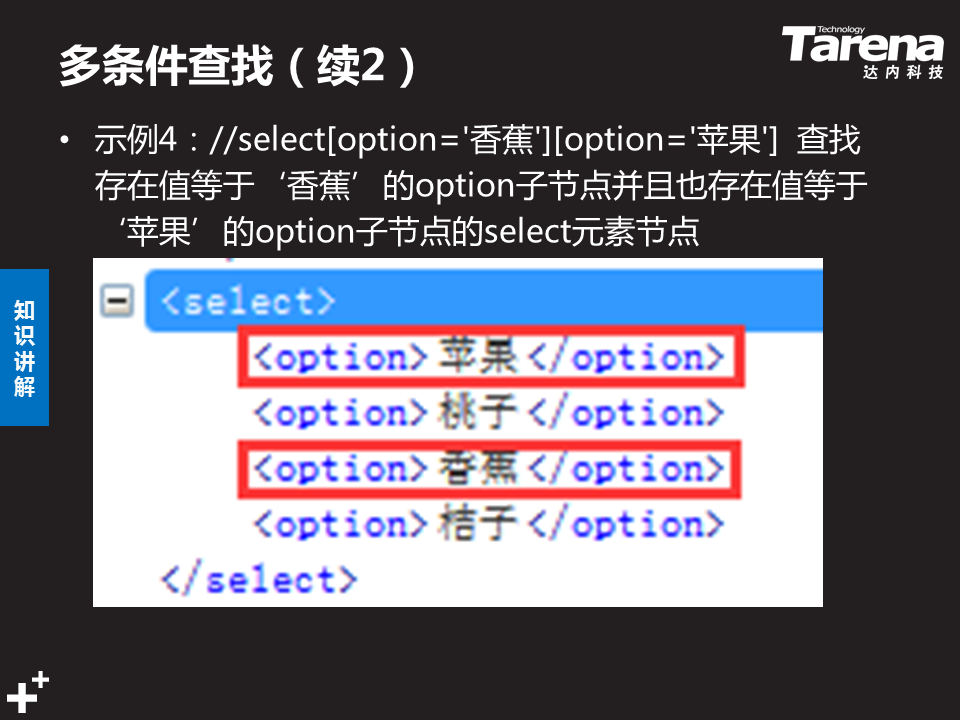 多条件查找（续2）
Technology
Tarena
达内科技
• 示例4：//select[option='香蕉'][option='苹果'] 查找
存在值等于‘香蕉’的option子节点并且也存在值等于
‘苹果’的option子节点的select元素节点
知识讲解
<select>
<option>苹果</option>
<option>桃子</option>
<option>香蕉</option>
<option>桔子</option>
</select>